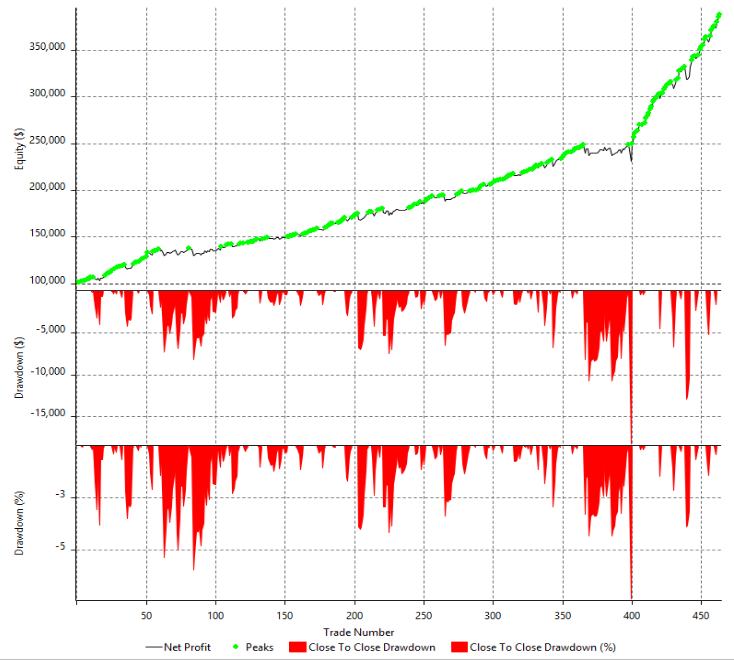 350,000
300,000
250,000
200,000
150,000
100,000
Equity ($)
-5,000
-10,000
-15,000
Drawdown ($)
-3
-5
Drawdown (%)
50 100 150 200 250 300 350 400 450
Trade Number
Net Profit Peaks Close To Close Drawdown Close To Close Drawdown (%)